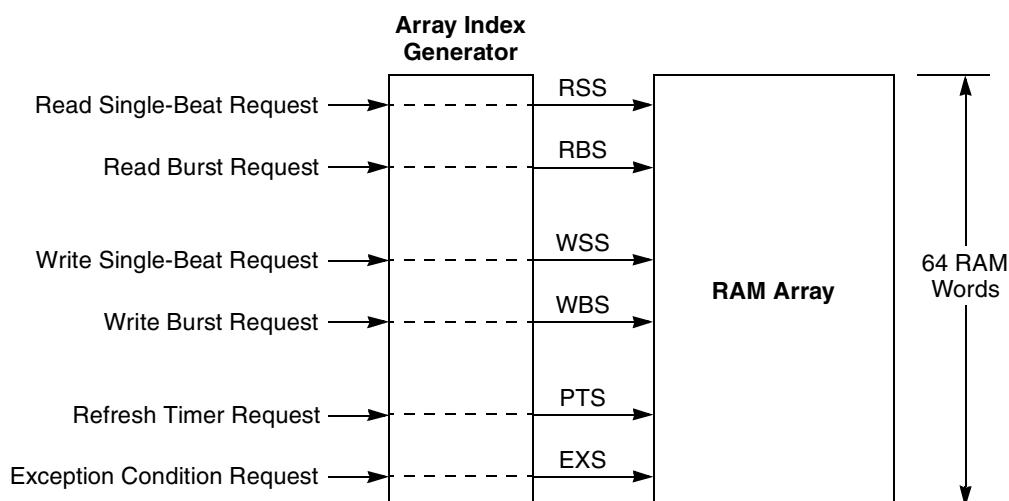 Array Index
Generator
Read Single-Beat Request
RSS
Read Burst Request
RBS
Write Single-Beat Request
WSS
Write Burst Request
WBS
RAM Array
64 RAM
Words
Refresh Timer Request
PTS
Exception Condition Request
EXS